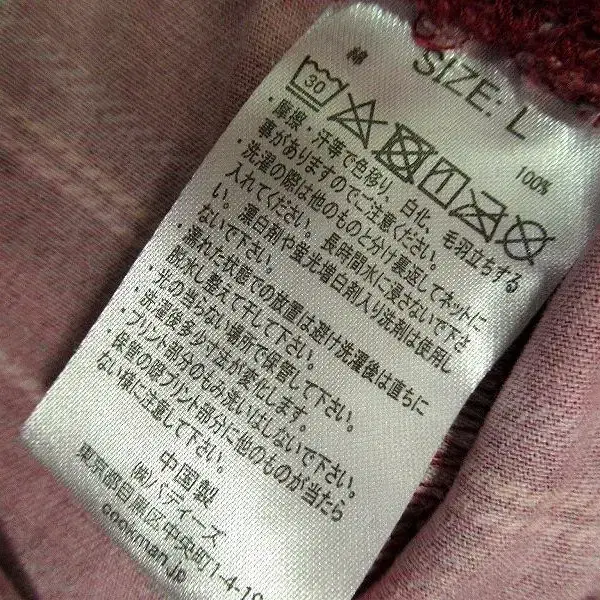 SIZE: L
綿 100%
30
・摩擦・汗等で色移り、白化、毛羽立ちする
事がありますのでご注意ください。
・洗濯の際は他のものと分け裏返してネットに
入れてください。長時間水に浸さないで下さ
い。漂白剤や蛍光増白剤入り洗剤は使用し
ないで下さい。
・濡れた状態での放置は避け洗濯後は直ちに
脱水し整えて干して下さい。
・光の当らない場所で保管して下さい。
・洗濯後多少寸法が変化します。
・プリント部分のもみ洗いはしないで下さい。
・保管の際プリント部分に他のものが当たら
ない様に注意して下さい。
中国製
㈱バディーズ
東京都目黒区中央町1-4-19
cookman.jp